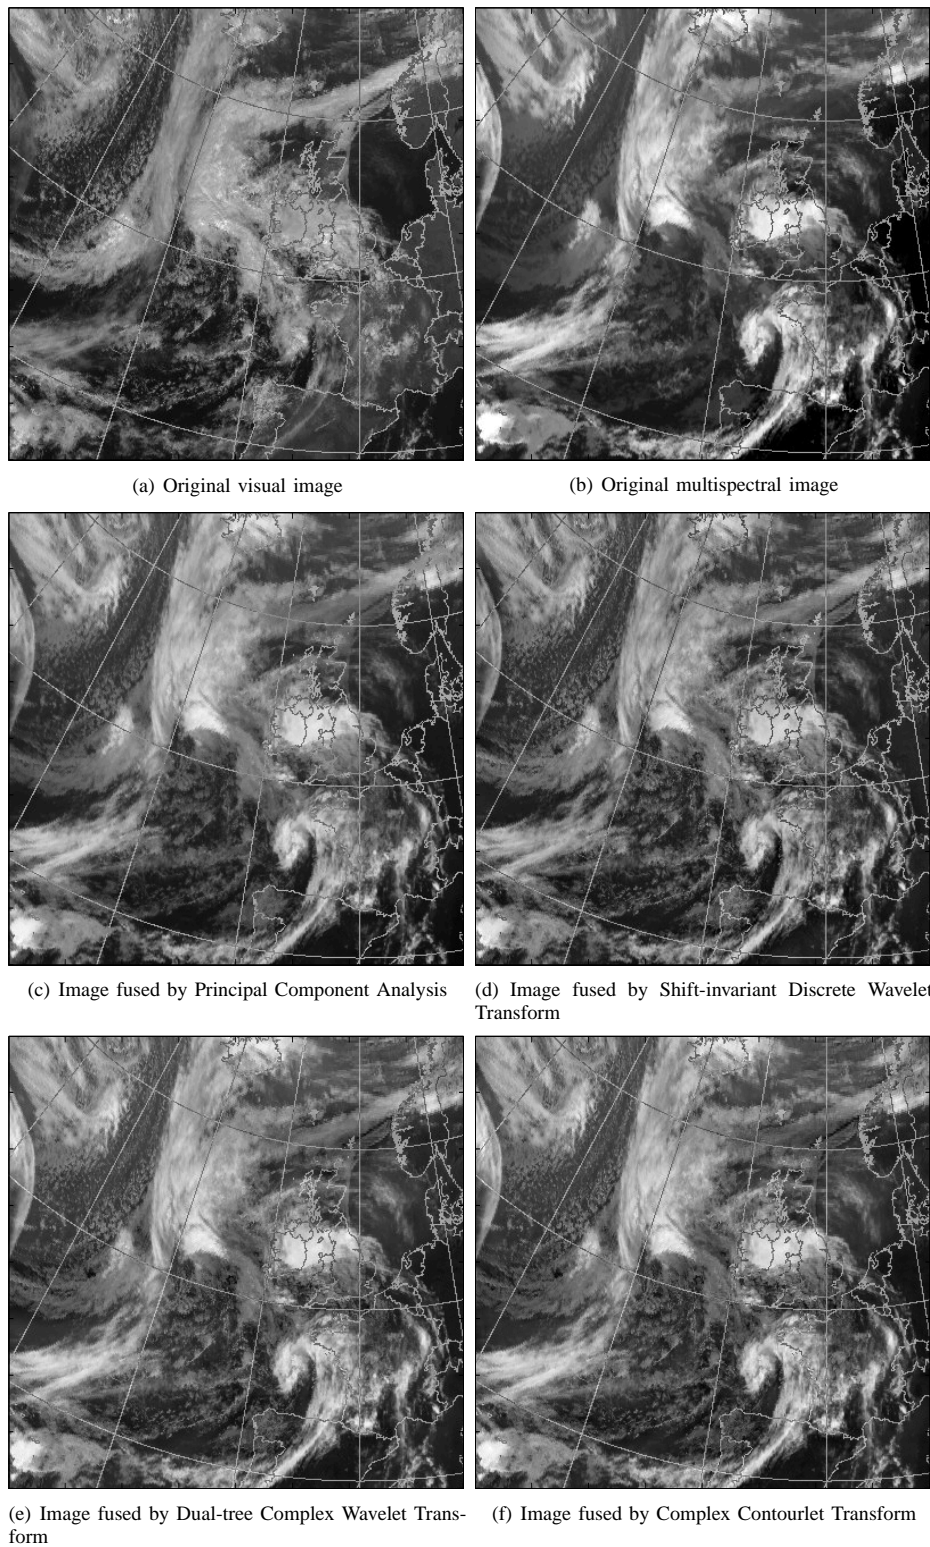 (a) Original visual image
(b) Original multispectral image
(c) Image fused by Principal Component Analysis
(d) Image fused by Shift-invariant Discrete Wavelet
Transform
(e) Image fused by Dual-tree Complex Wavelet Trans-
form
(f) Image fused by Complex Contourlet Transform